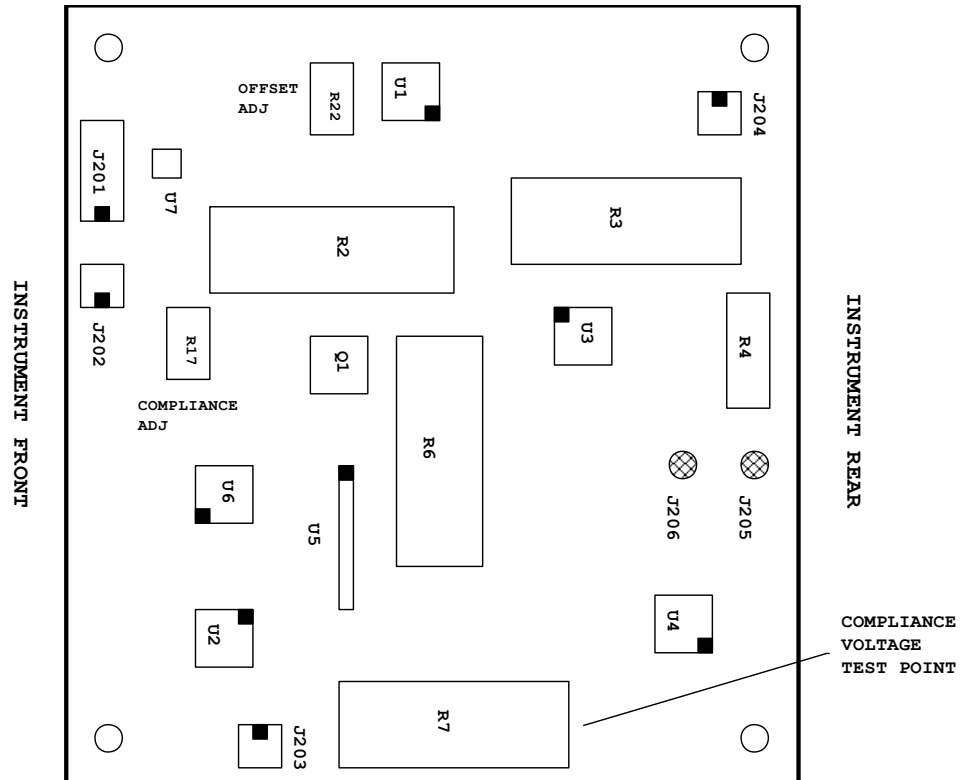 OFFSET
ADJ
R22
U1
J204
J201
U7
R2
R3
INSTRUMENT FRONT
J202
R17
Q1
U3
R4
INSTRUMENT REAR
COMPLIANCE
ADJ
R6
U6
U5
J206
J205
U2
U4
COMPLIANCE
VOLTAGE
TEST POINT
R7
J203